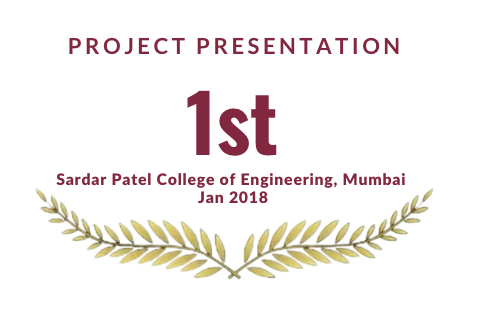 PROJECT PRESENTATION
1st
Sardar Patel College of Engineering, Mumbai
Jan 2018